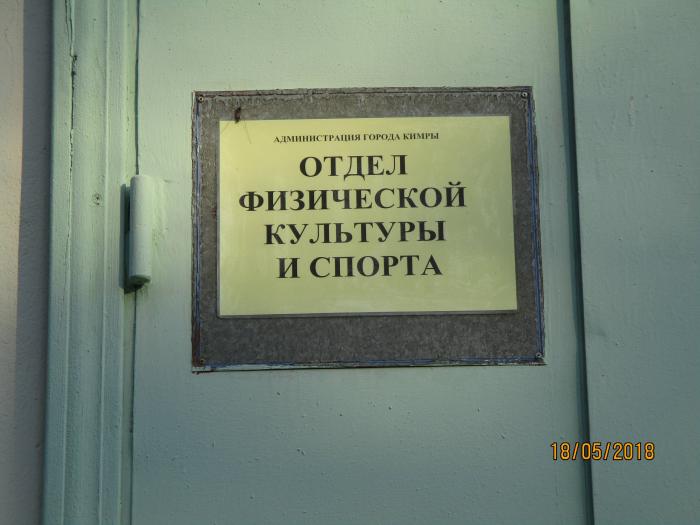 АДМИНИСТРАЦИЯ ГОРОДА КИМРЫ
ОТДЕЛ
ФИЗИЧЕСКОЙ
КУЛЬТУРЫ
И СПОРТА
18/05/2018